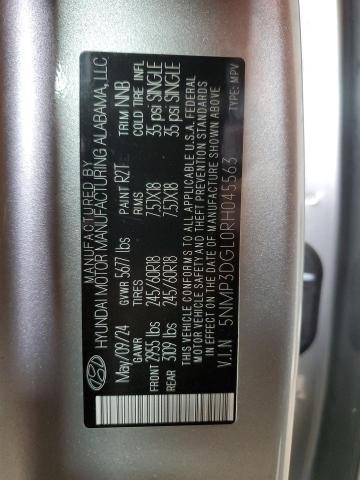 MANUFACTURED BY
HYUNDAI MOTOR MANUFACTURING ALABAMA, LLC
May/09/24 GVWR 5677 lbs PAINT R2T TRIM NNB
GAWR TIRES COLD TIRE INFL
FRONT 2955 lbs 245/60R18 7.5JX18 35 psi SINGLE
REAR 3109 lbs 245/60R18 7.5JX18 35 psi SINGLE
THIS VEHICLE CONFORMS TO ALL APPLICABLE U.S.A. FEDERAL
MOTOR VEHICLE SAFETY AND THEFT PREVENTION STANDARDS
IN EFFECT ON THE DATE OF MANUFACTURE SHOWN ABOVE
V.I.N 5NMP3DGL0RH045563 TYPE: MPV